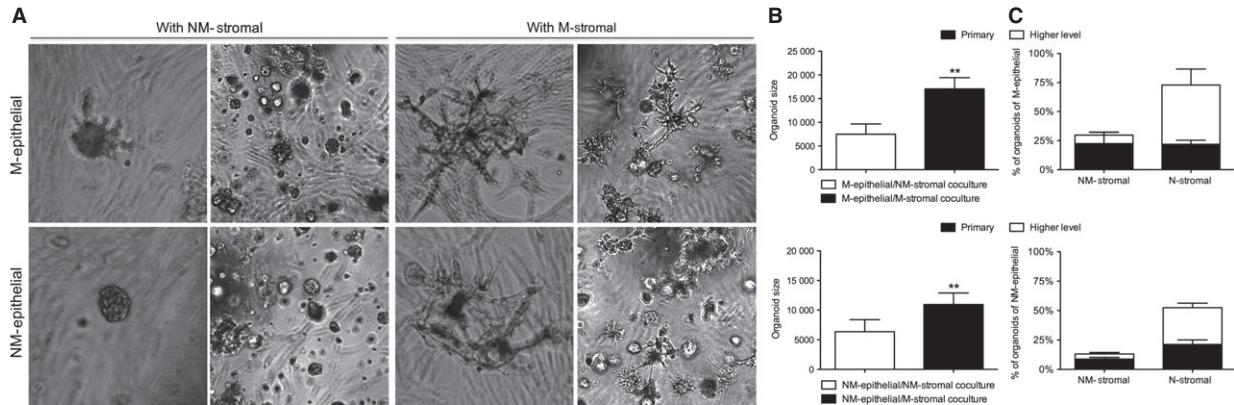 A
With NM-stromal
With M-stromal
M-epithelial
NM-epithelial
B
25 000
20 000
15 000
10 000
5000
0
Organoid size
**
M-epithelial/NM-stromal coculture
M-epithelial/M-stromal coculture
20 000
15 000
10 000
5000
0
Organoid size
**
NM-epithelial/NM-stromal coculture
NM-epithelial/M-stromal coculture
C
Primary
Higher level
100%
75%
50%
25%
0%
% of organoids of M-epithelial
NM-stromal
N-stromal
Primary
Higher level
100%
75%
50%
25%
0%
% of organoids of NM-epithelial
NM-stromal
N-stromal